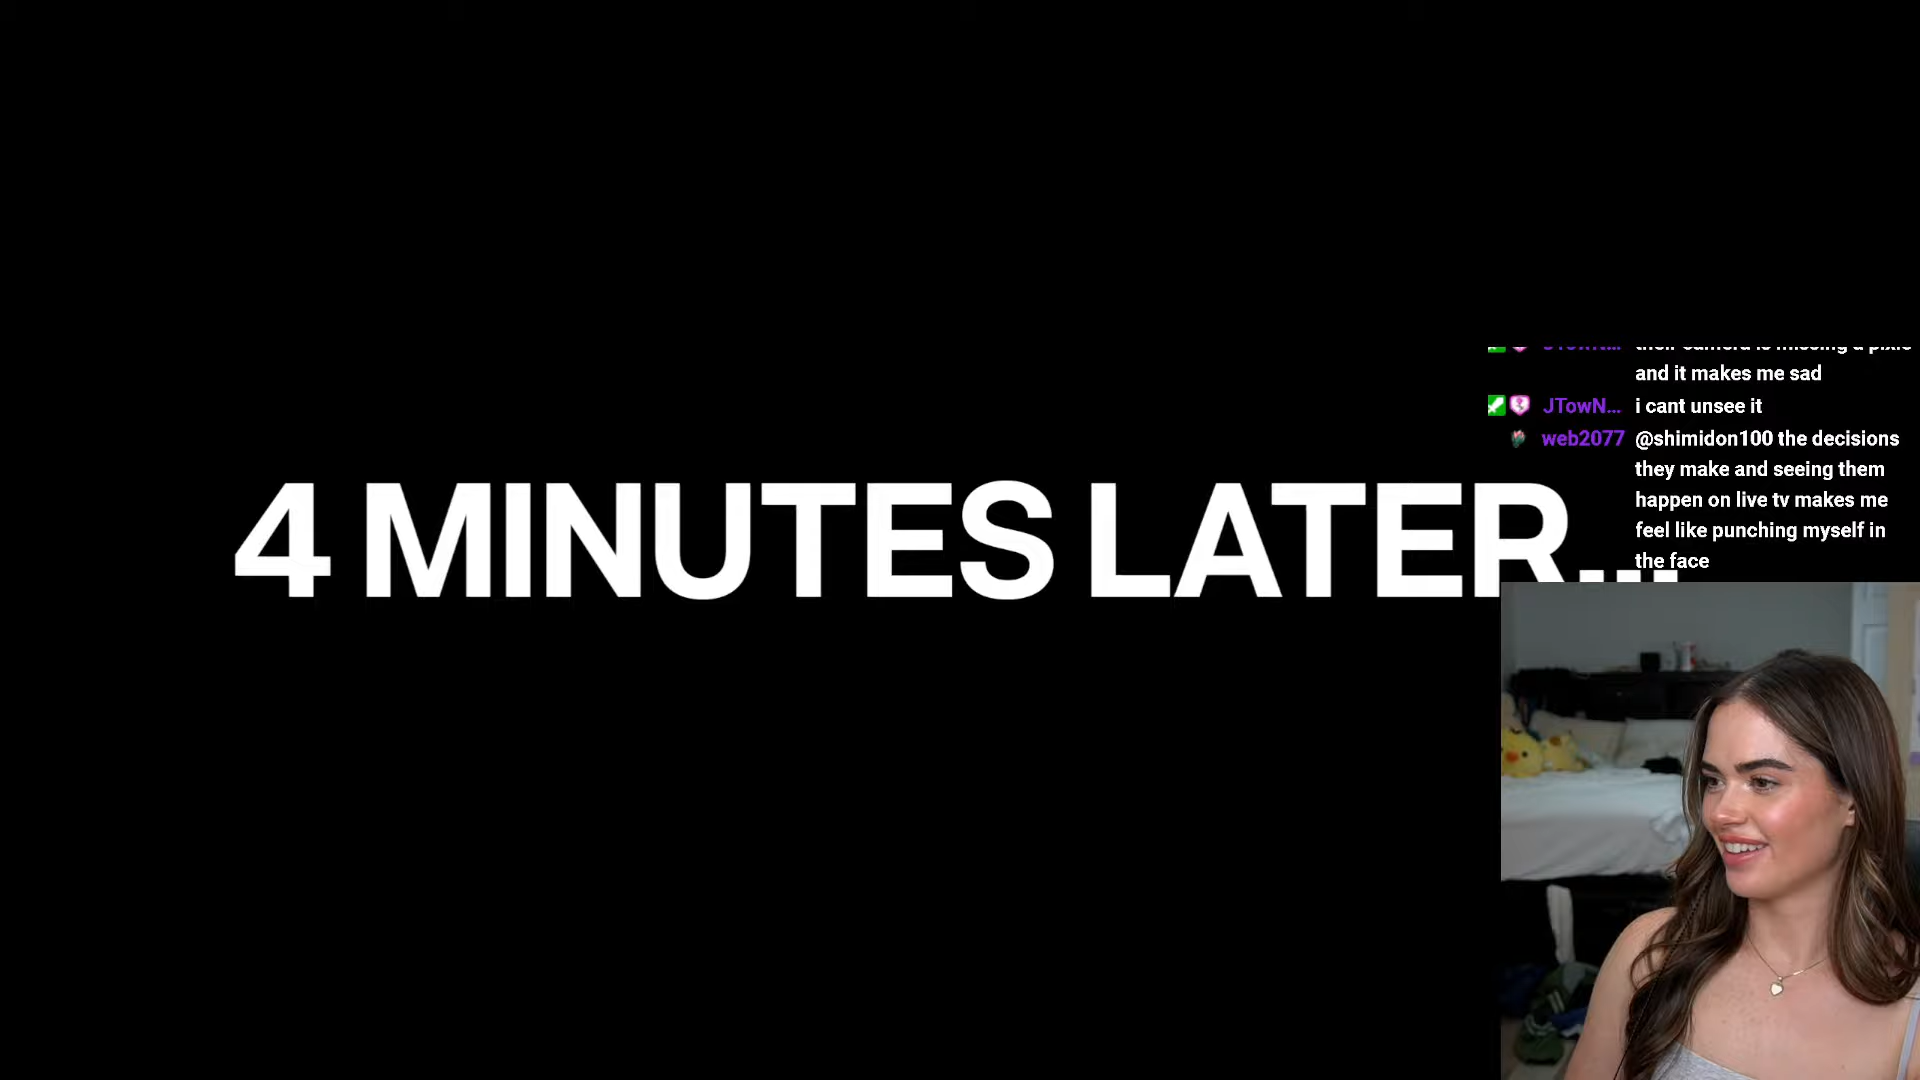 and it makes me sad
JTowN... i cant unsee it
web2077 @shimidon100 the decisions
they make and seeing them
happen on live tv makes me
feel like punching myself in
the face
4 MINUTES LATER...